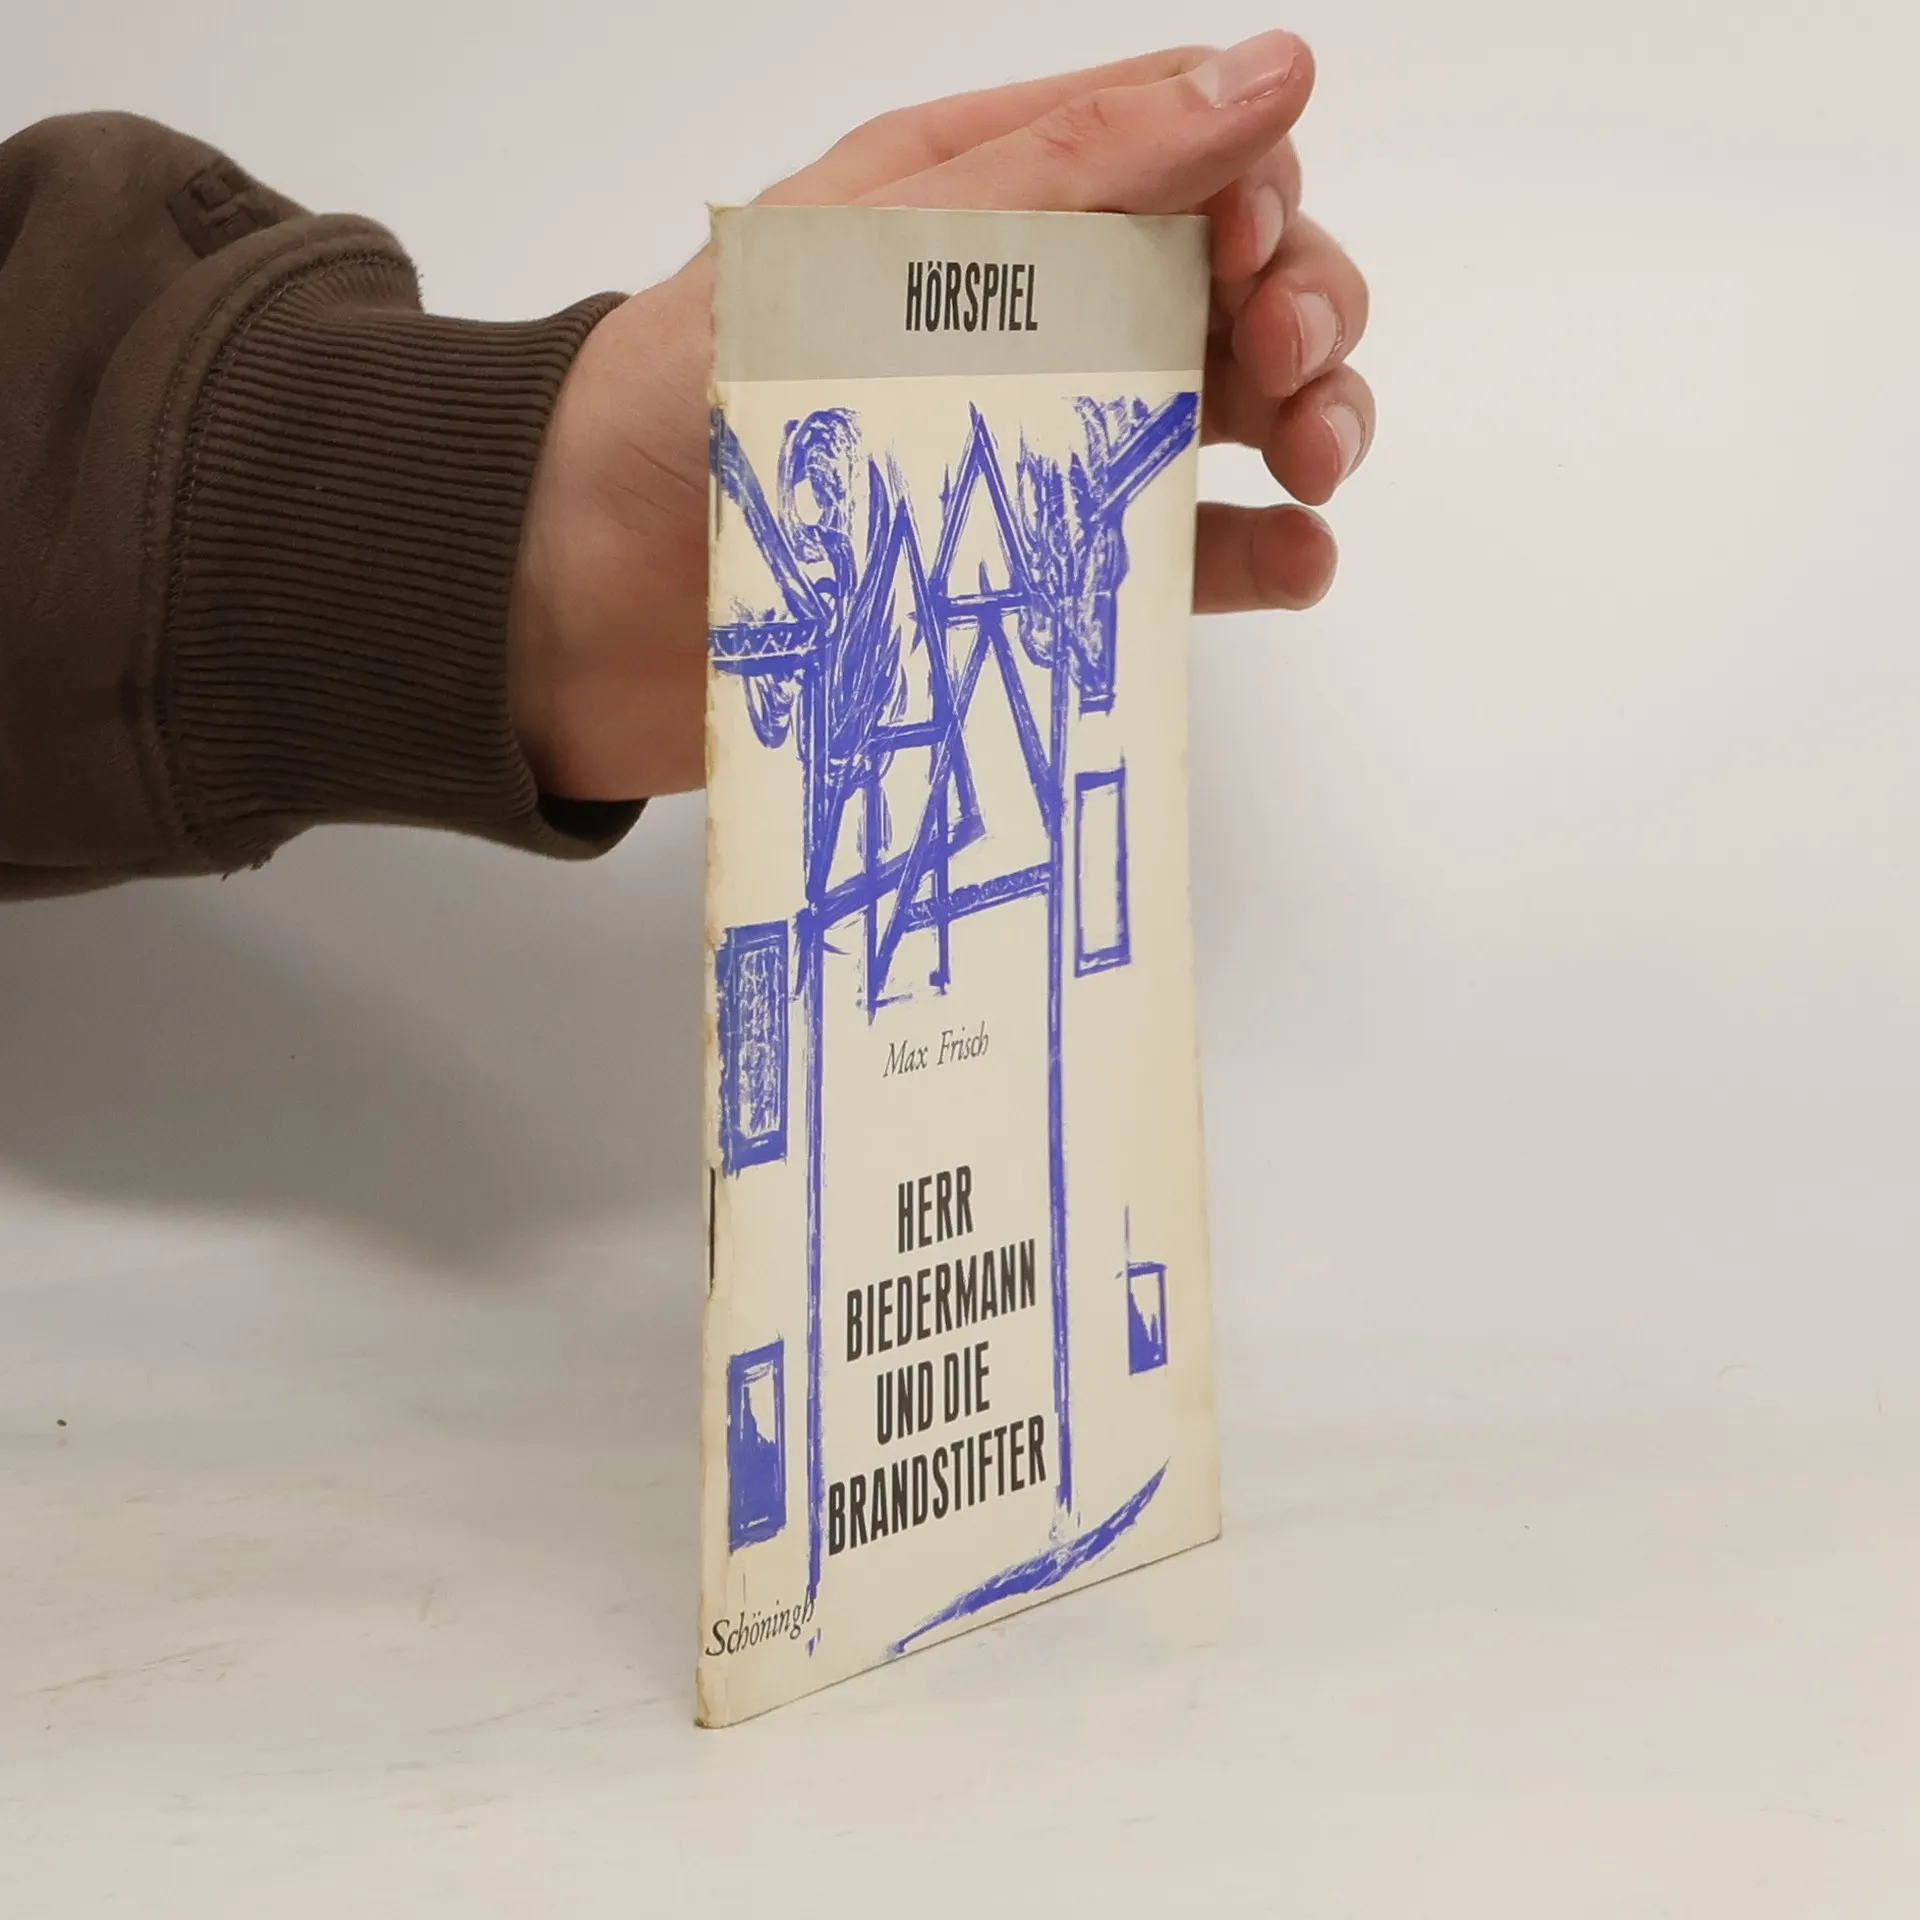 HÖRSPIEL
Max Frisch
HERR
BIEDERMANN
UND DIE
BRANDSTIFTER
Schöningh